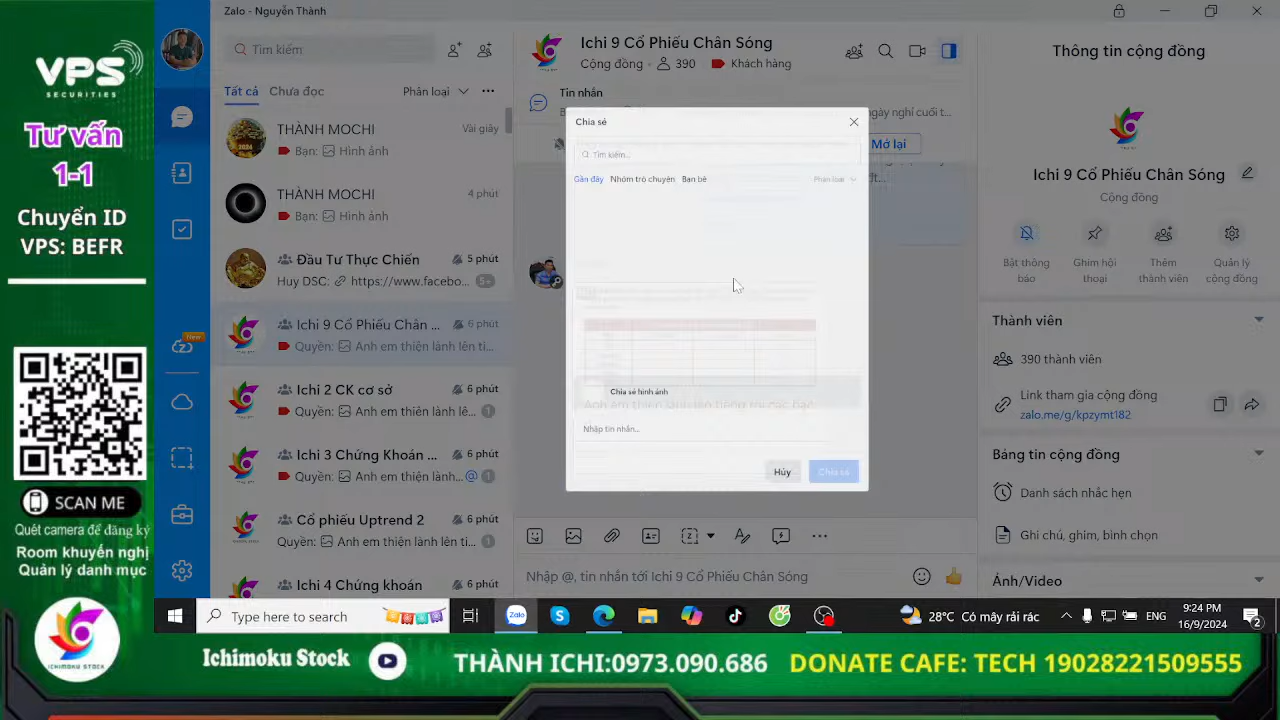 VPS
SECURITIES
Tư vấn
1-1
Chuyển ID
VPS: BEFR
SCAN ME
Quét camera để đăng ký
Room khuyến nghị
Quản lý danh mục
Zalo - Nguyễn Thành
Tìm kiếm
Tất cả
Chưa đọc
Phân loại
THÀNH MOCHI
Vài giây
Bạn: Hình ảnh
THÀNH MOCHI
4 phút
Bạn: Hình ảnh
Đầu Tư Thực Chiến
5 phút
Huy DSC: https://www.facebo...
5+
Ichi 9 Cổ Phiếu Chân ...
6 phút
Quyền: Anh em thiện lành lên ti...
Ichi 2 CK cơ sở
6 phút
Quyền: Anh em thiện lành lê...
1
Ichi 3 Chứng Khoán ...
6 phút
Quyền: Anh em thiện lành...
@ 1
Cổ phiếu Uptrend 2
6 phút
Quyền: Anh em thiện lành lên ti...
1
Ichi 4 Chứng khoán
6 phút
New
Ichi 9 Cổ Phiếu Chân Sóng
Cộng đồng
390
Khách hàng
Tin nhắn
ngày nghỉ cuối t...
Mở lại
Chia sẻ
Tìm kiếm...
Gần đây
Nhóm trò chuyện
Bạn bè
Phân loại
Chia sẻ hình ảnh
Nhập tin nhắn...
Hủy
Chia sẻ
Nhập @, tin nhắn tới Ichi 9 Cổ Phiếu Chân Sóng
Thông tin cộng đồng
Ichi 9 Cổ Phiếu Chân Sóng
Cộng đồng
Bật thông báo
Ghim hội thoại
Thêm thành viên
Quản lý cộng đồng
Thành viên
390 thành viên
Link tham gia cộng đồng
zalo.me/g/kpzymt182
Bảng tin cộng đồng
Danh sách nhắc hẹn
Ghi chú, ghim, bình chọn
Ảnh/Video
Type here to search
Zalo
28°C Có mây rải rác
ENG
9:24 PM
16/9/2024
2
ICHIMOKU STOCK
Ichimoku Stock
THÀNH ICHI:0973.090.686
DONATE CAFE: TECH 19028221509555